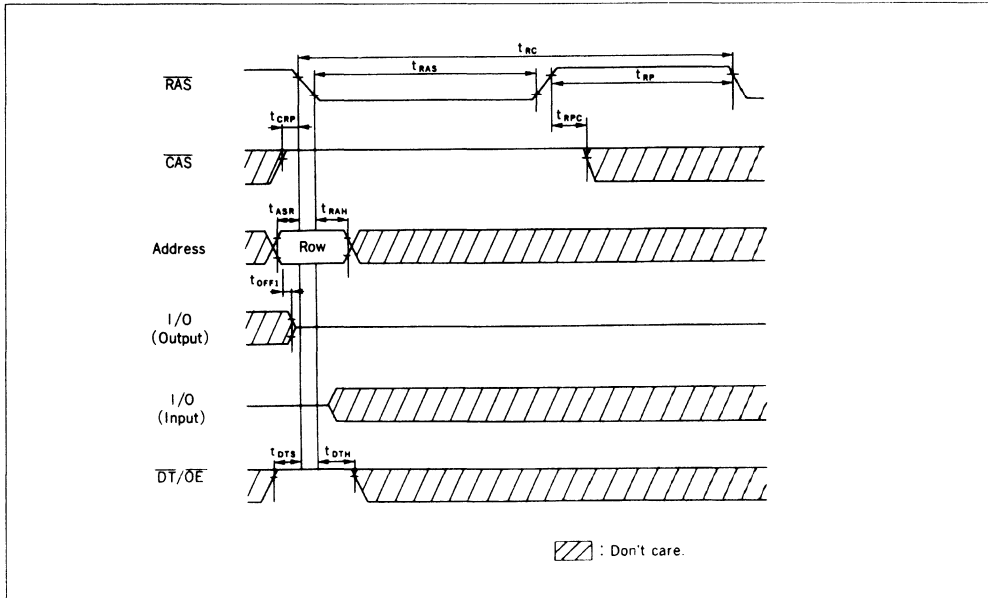 tRC
tRAS
tRP
RAS
tCRP
tRPC
CAS
tASR
tRAH
Address
Row
tOFF1
I/O
(Output)
I/O
(Input)
tDTS
tDTH
DT/OE
: Don't care.